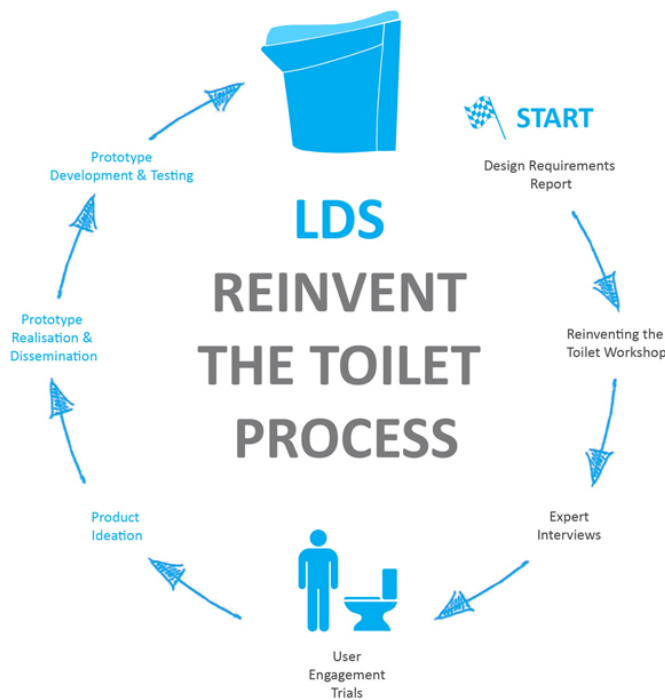 START
Design Requirements
Report
LDS
REINVENT
THE TOILET
PROCESS
Reinventing the
Toilet Workshop
Expert
Interviews
User
Engagement
Trials
Product
Ideation
Prototype
Realisation &
Dissemination
Prototype
Development & Testing